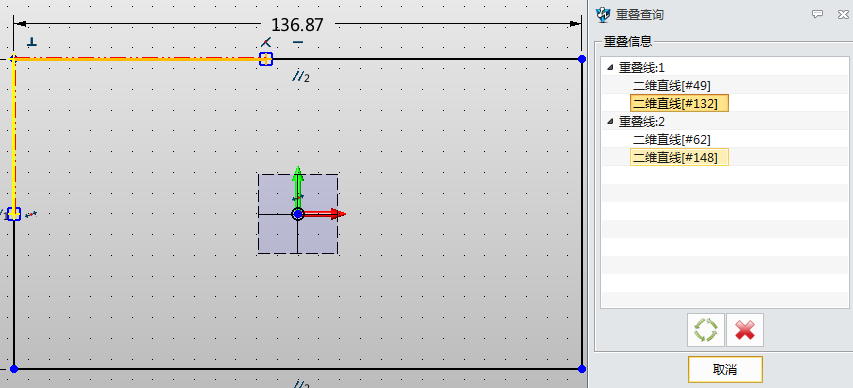 136.87
//2
//2
重叠查询
重叠信息
重叠线:1
二维直线[#49]
二维直线[#132]
重叠线:2
二维直线[#62]
二维直线[#148]
取消